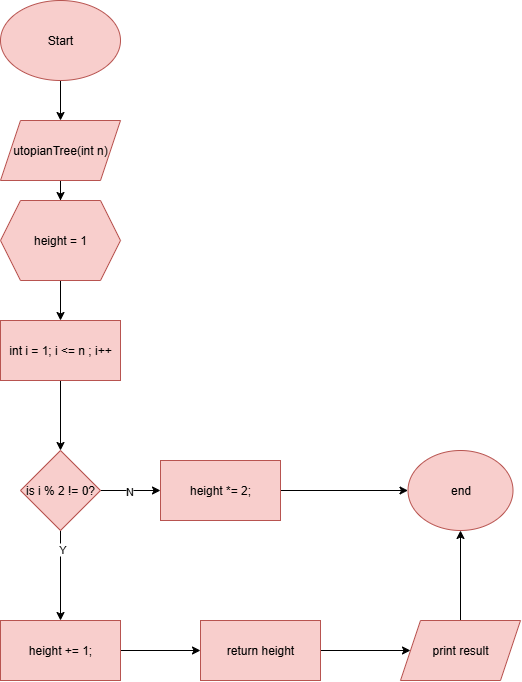 Start
utopianTree(int n)
height = 1
int i = 1; i <= n ; i++
is i % 2 != 0?
N
height *= 2;
end
Y
height += 1;
return height
print result